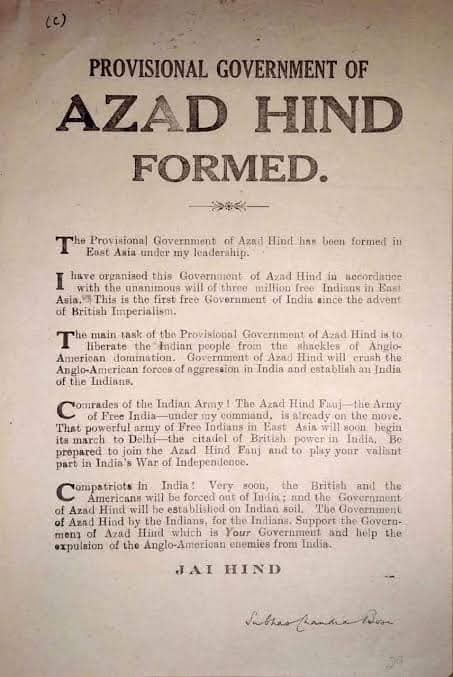 (c)
PROVISIONAL GOVERNMENT OF
AZAD HIND
FORMED.
The Provisional Government of Azad Hind has been formed in
East Asia under my leadership.
I have organised this Government of Azad Hind in accordance
with the unanimous will of three million free Indians in East
Asia. This is the first free Government of India since the advent
of British Imperialism.
The main task of the Provisional Government of Azad Hind is to
liberate the Indian people from the shackles of Anglo-
American domination. Government of Azad Hind will crush the
Anglo-American forces of aggression in India and establish an India
of the Indians.
Comrades of the Indian Army! The Azad Hind Fauj—the Army
of Free India—under my command, is already on the move.
That powerful army of Free Indians in East Asia will soon begin
its march to Delhi—the citadel of British power in India. Be
prepared to join the Azad Hind Fauj and to play your valiant
part in India's War of Independence.
Compatriots in India! Very soon, the British and the
Americans will be forced out of India; and the Government
of Azad Hind will be established on Indian soil. The Government
of Azad Hind by the Indians, for the Indians. Support the Govern-
ment of Azad Hind which is Your Government and help the
expulsion of the Anglo-American enemies from India.
JAI HIND
Subhas Chandra Bose